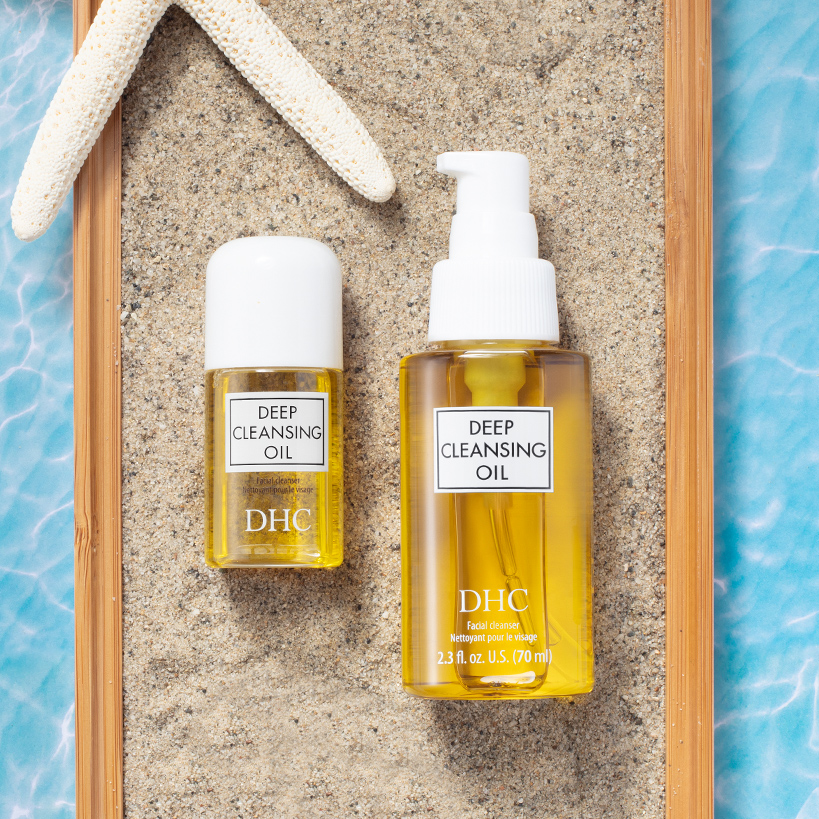 DEEP
CLEANSING
OIL
Facial cleanser
Nettoyant pour le visage
DHC
DEEP
CLEANSING
OIL
DHC
Facial cleanser
Nettoyant pour le visage
2.3 fl. oz. U.S. (70 ml)